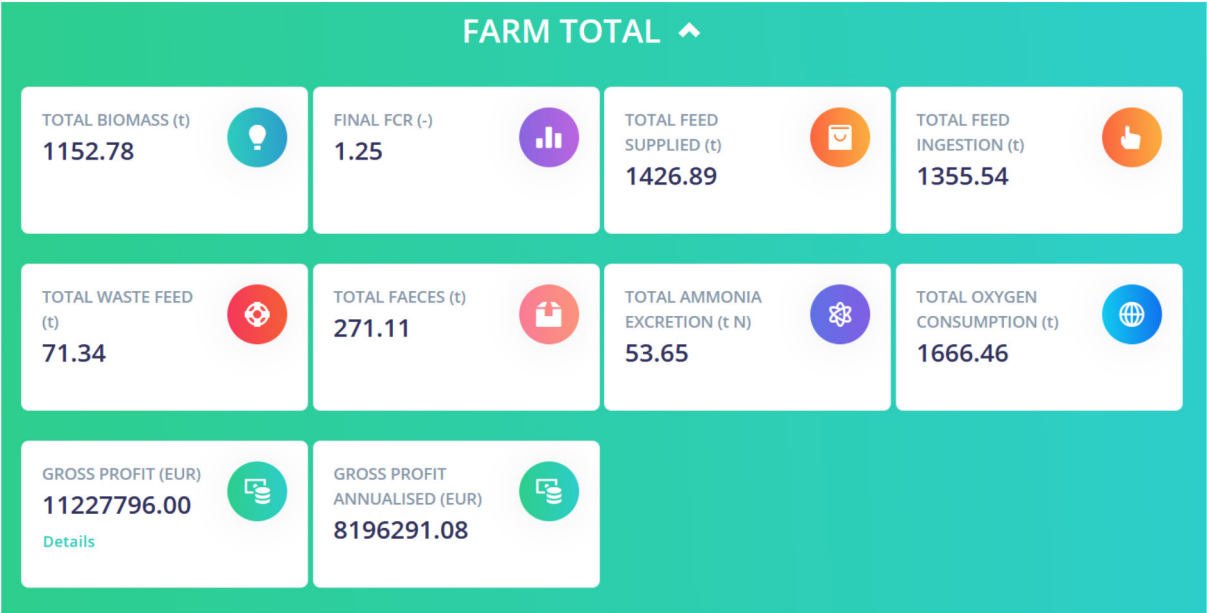 FARM TOTAL
TOTAL BIOMASS (t)
1152.78
FINAL FCR (-)
1.25
TOTAL FEED
SUPPLIED (t)
1426.89
TOTAL FEED
INGESTION (t)
1355.54
TOTAL WASTE FEED
(t)
71.34
TOTAL FAECES (t)
271.11
TOTAL AMMONIA
EXCRETION (t N)
53.65
TOTAL OXYGEN
CONSUMPTION (t)
1666.46
GROSS PROFIT (EUR)
11227796.00
Details
GROSS PROFIT
ANNUALISED (EUR)
8196291.08